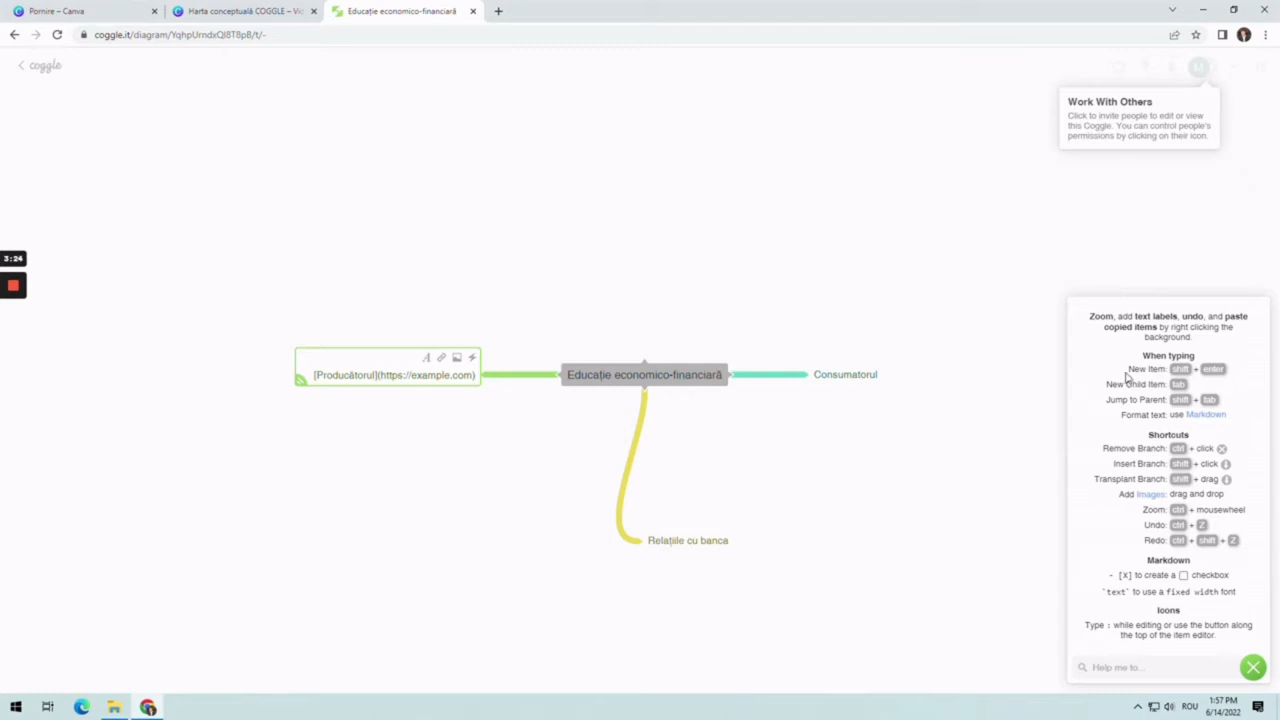 Pornire – Canva
Harta conceptuală COGGLE – Vic
Educație economico-financiară
coggle.it/diagram/YqhpUrndxQl8T8pB/t/-
coggle
M
Work With Others
Click to invite people to edit or view
this Coggle. You can control people's
permissions by clicking on their icon.
3:24
[Producătorul](https://example.com)
Educație economico-financiară
Consumatorul
Relațiile cu banca
Zoom, add text labels, undo, and paste
copied items by right clicking the
background.
When typing
New Item: shift + enter
New Child Item: tab
Jump to Parent: shift + tab
Format text: use Markdown
Shortcuts
Remove Branch: ctrl + click
Insert Branch: shift + click
Transplant Branch: shift + drag
Add Images: drag and drop
Zoom: ctrl + mousewheel
Undo: ctrl + Z
Redo: ctrl + shift + Z
Markdown
- [X] to create a checkbox
`text` to use a fixed width font
Icons
Type : while editing or use the button along
the top of the item editor.
Help me to...
ROU
1:57 PM
6/14/2022